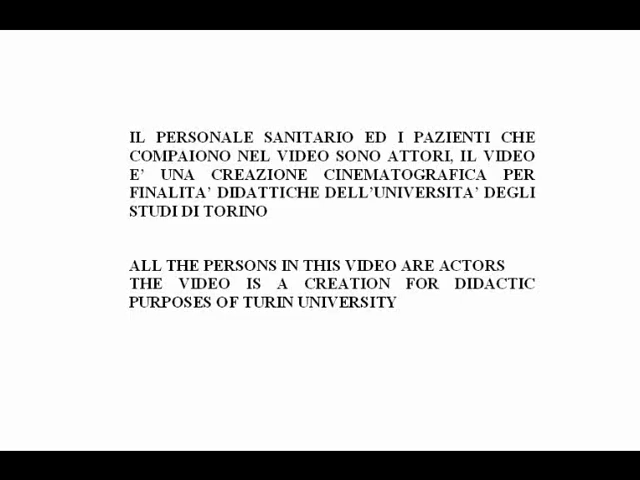 IL PERSONALE SANITARIO ED I PAZIENTI CHE
COMPAIONO NEL VIDEO SONO ATTORI, IL VIDEO
E' UNA CREAZIONE CINEMATOGRAFICA PER
FINALITA' DIDATTICHE DELL'UNIVERSITA' DEGLI
STUDI DI TORINO
ALL THE PERSONS IN THIS VIDEO ARE ACTORS
THE VIDEO IS A CREATION FOR DIDACTIC
PURPOSES OF TURIN UNIVERSITY